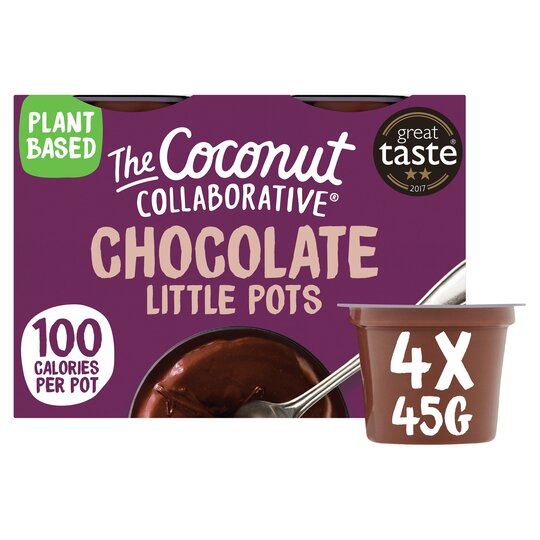 PLANT
BASED
The Coconut
COLLABORATIVE®
great
taste
2017
CHOCOLATE
LITTLE POTS
100
CALORIES
PER POT
4X
45G